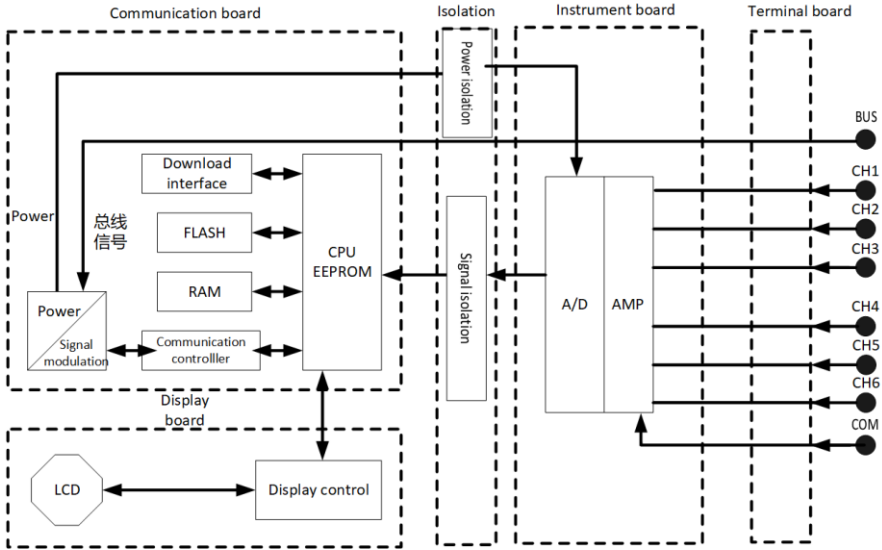 Communication board
Isolation
Instrument board
Terminal board
Power isolation
BUS
Download
interface
CH1
Power
总线
信号
FLASH
CPU
EEPROM
Signal isolation
CH2
CH3
RAM
A/D
AMP
Power
Signal
modulation
Communication
controlller
CH4
CH5
CH6
COM
Display
board
LCD
Display control